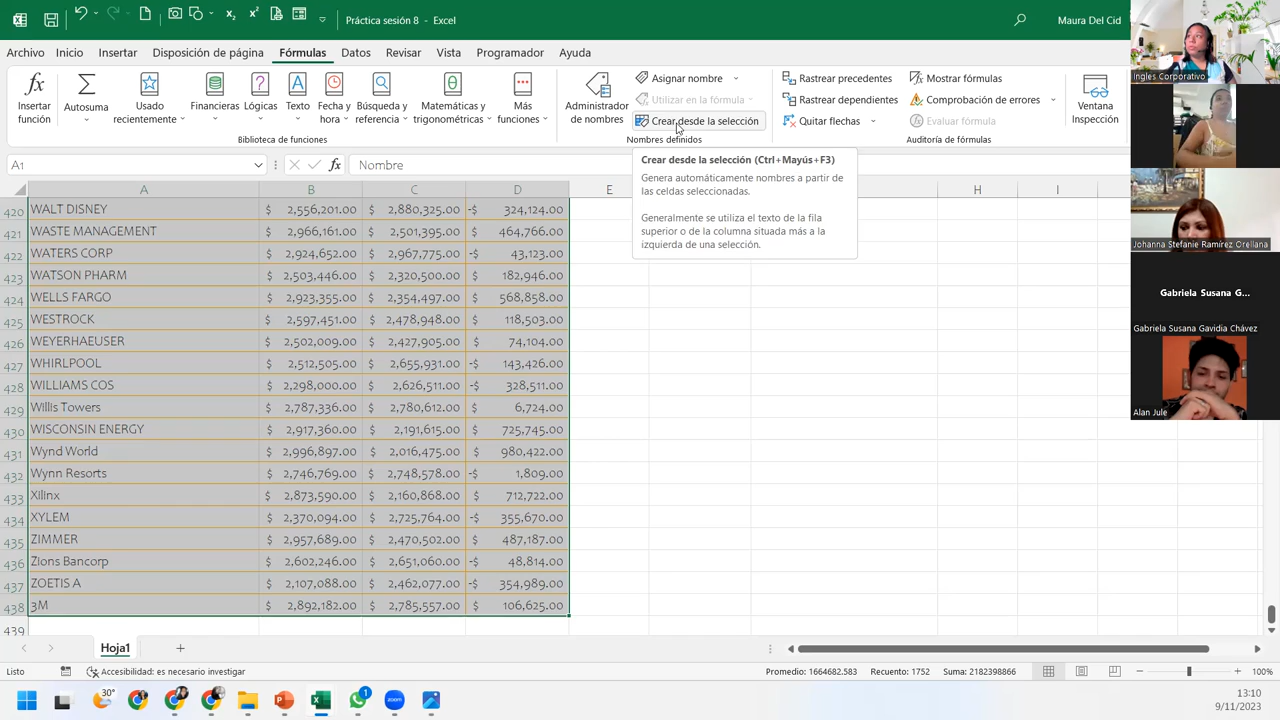 Práctica sesión 8 - Excel
Maura Del Cid
Archivo Inicio Insertar Disposición de página Fórmulas Datos Revisar Vista Programador Ayuda
Insertar función
Autosuma
Usado recientemente
Financieras
Lógicas
Texto
Fecha y hora
Búsqueda y referencia
Matemáticas y trigonométricas
Más funciones
Biblioteca de funciones
Administrador de nombres
Asignar nombre
Utilizar en la fórmula
Crear desde la selección
Nombres definidos
Rastrear precedentes
Rastrear dependientes
Quitar flechas
Mostrar fórmulas
Comprobación de errores
Evaluar fórmula
Auditoría de fórmulas
Ventana Inspección
A1 fx Nombre
Crear desde la selección (Ctrl+Mayús+F3)
Genera automáticamente nombres a partir de
las celdas seleccionadas.
Generalmente se utiliza el texto de la fila
superior o de la columna situada más a la
izquierda de una selección.
A B C D E H I
420 WALT DISNEY $ 2,556,201.00 $ 2,880,325.00 -$ 324,124.00
421 WASTE MANAGEMENT $ 2,966,161.00 $ 2,501,395.00 $ 464,766.00
422 WATERS CORP $ 2,924,652.00 $ 2,967,775.00 -$ 43,123.00
423 WATSON PHARM $ 2,503,446.00 $ 2,320,500.00 $ 182,946.00
424 WELLS FARGO $ 2,923,355.00 $ 2,354,497.00 $ 568,858.00
425 WESTROCK $ 2,597,451.00 $ 2,478,948.00 $ 118,503.00
426 WEYERHAEUSER $ 2,502,009.00 $ 2,427,905.00 $ 74,104.00
427 WHIRLPOOL $ 2,512,505.00 $ 2,655,931.00 -$ 143,426.00
428 WILLIAMS COS $ 2,298,000.00 $ 2,626,511.00 -$ 328,511.00
429 Willis Towers $ 2,787,336.00 $ 2,780,612.00 $ 6,724.00
430 WISCONSIN ENERGY $ 2,917,360.00 $ 2,191,615.00 $ 725,745.00
431 Wynd World $ 2,996,897.00 $ 2,016,475.00 $ 980,422.00
432 Wynn Resorts $ 2,746,769.00 $ 2,748,578.00 -$ 1,809.00
433 Xilinx $ 2,873,590.00 $ 2,160,868.00 $ 712,722.00
434 XYLEM $ 2,370,094.00 $ 2,725,764.00 -$ 355,670.00
435 ZIMMER $ 2,957,689.00 $ 2,470,502.00 $ 487,187.00
436 Zions Bancorp $ 2,602,246.00 $ 2,651,060.00 -$ 48,814.00
437 ZOETIS A $ 2,107,088.00 $ 2,462,077.00 -$ 354,989.00
438 3M $ 2,892,182.00 $ 2,785,557.00 $ 106,625.00
439
Hoja1
Listo Accesibilidad: es necesario investigar Promedio: 1664682.583 Recuento: 1752 Suma: 2182398866 100%
30°
1
zoom
13:10
9/11/2023
Ingles Corporativo
Johanna Stefanie Ramírez Orellana
Gabriela Susana G...
Gabriela Susana Gavidia Chávez
Alan Jule